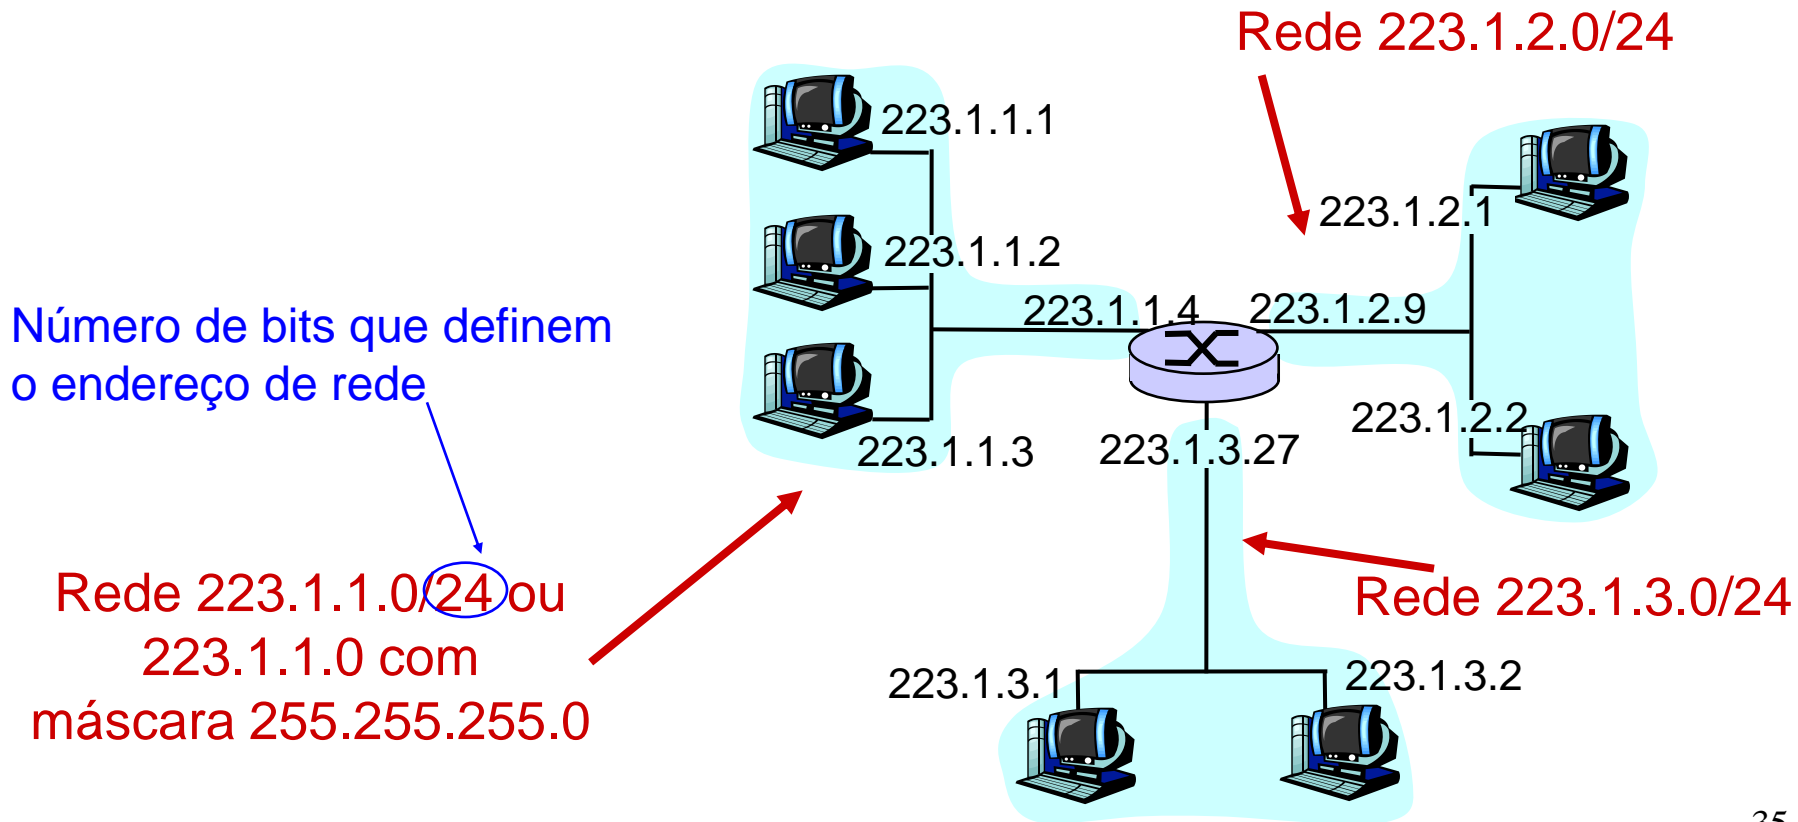 Rede 223.1.2.0/24
223.1.1.1
223.1.2.1
223.1.1.2
223.1.1.4
223.1.2.9
Número de bits que definem
o endereço de rede
223.1.2.2
223.1.1.3
223.1.3.27
Rede 223.1.1.0/24 ou
223.1.1.0 com
máscara 255.255.255.0
Rede 223.1.3.0/24
223.1.3.1
223.1.3.2